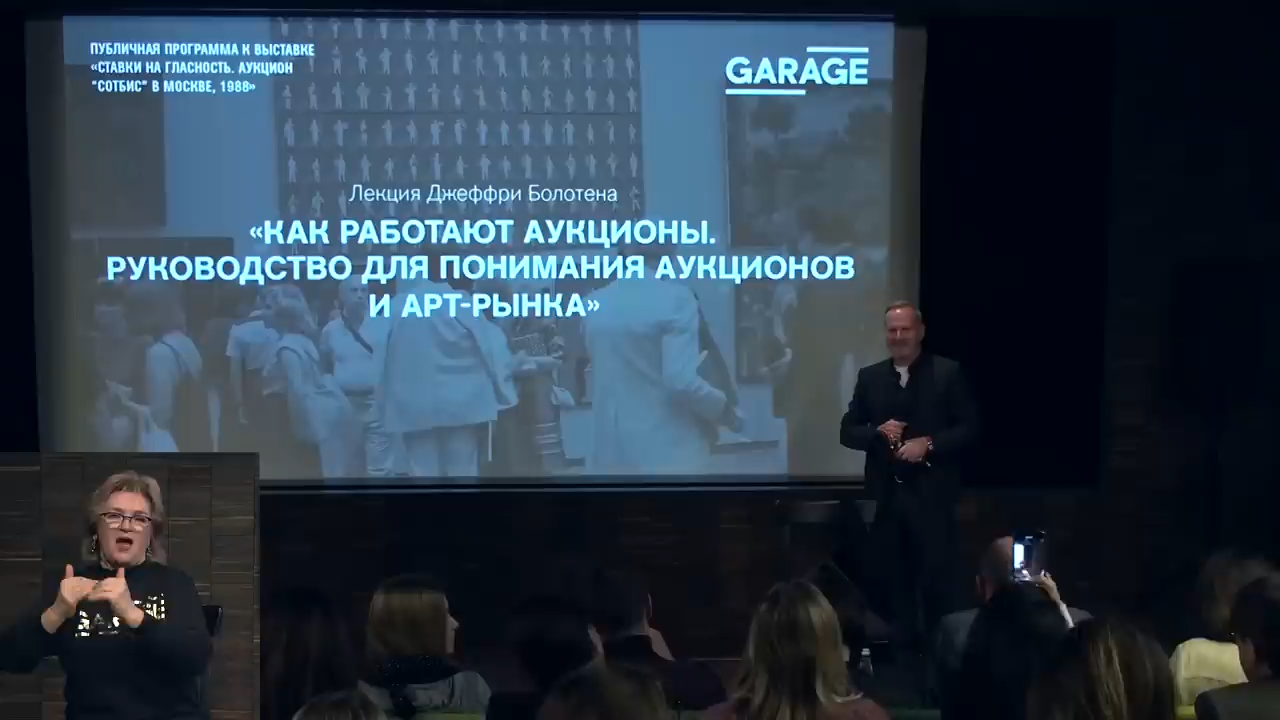 ПУБЛИЧНАЯ ПРОГРАММА К ВЫСТАВКЕ
«СТАВКИ НА ГЛАСНОСТЬ. АУКЦИОН
"СОТБИС" В МОСКВЕ, 1988»
GARAGE
Лекция Джеффри Болотена
«КАК РАБОТАЮТ АУКЦИОНЫ.
РУКОВОДСТВО ДЛЯ ПОНИМАНИЯ АУКЦИОНОВ
И АРТ-РЫНКА»